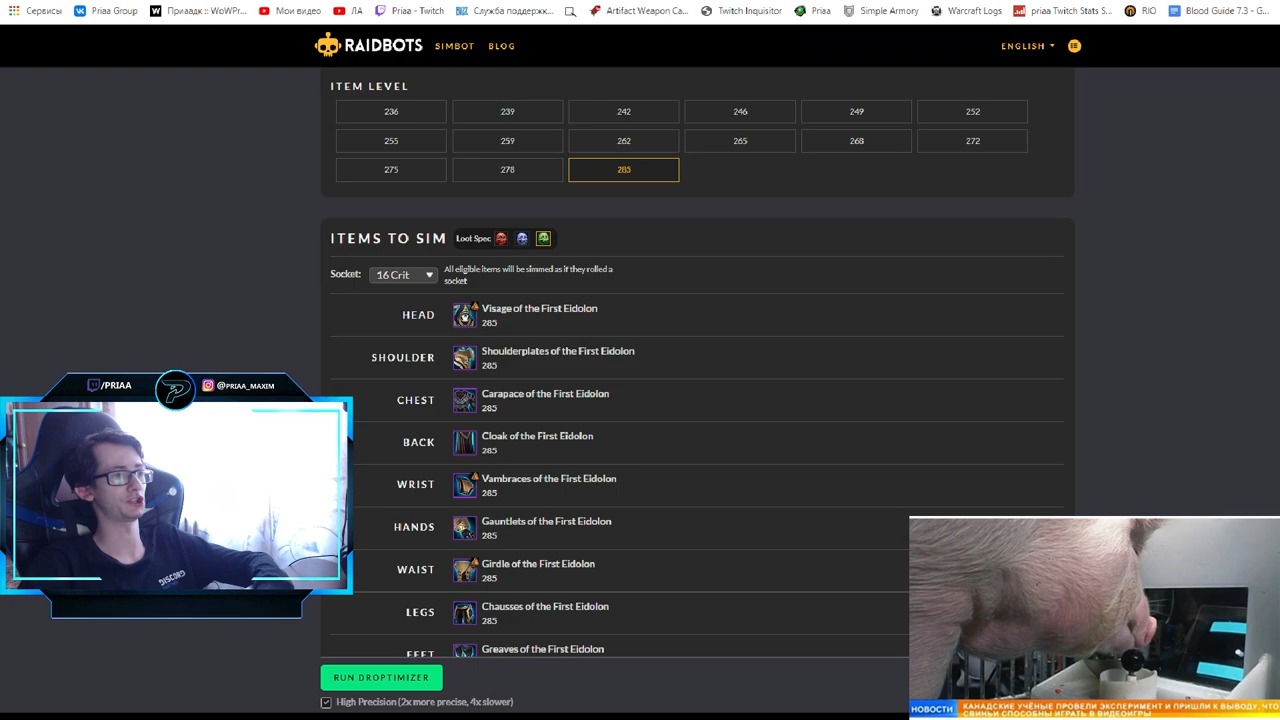 Сервисы
Priaa Group
Приаадк :: WoWPr...
Мои видео
ЛА
Priaa - Twitch
Служба поддержк...
Artifact Weapon Ca...
Twitch Inquisitor
Priaa
Simple Armory
Warcraft Logs
priaa Twitch Stats S...
RIO
Blood Guide 7.3 - G...
RAIDBOTS
SIMBOT
BLOG
ENGLISH
ITEM LEVEL
236 239 242 246 249 252
255 259 262 265 268 272
275 278 285
ITEMS TO SIM
Loot Spec
Socket:
16 Crit
All eligible items will be simmed as if they rolled a
socket
HEAD
Visage of the First Eidolon
285
SHOULDER
Shoulderplates of the First Eidolon
285
CHEST
Carapace of the First Eidolon
285
BACK
Cloak of the First Eidolon
285
WRIST
Vambraces of the First Eidolon
285
HANDS
Gauntlets of the First Eidolon
285
WAIST
Girdle of the First Eidolon
285
LEGS
Chausses of the First Eidolon
285
FEET
Greaves of the First Eidolon
RUN DROPTIMIZER
High Precision (2x more precise, 4x slower)
/PRIAA
@PRIAA_MAXIM
DISCORD
НОВОСТИ
КАНАДСКИЕ УЧЁНЫЕ ПРОВЕЛИ ЭКСПЕРИМЕНТ И ПРИШЛИ К ВЫВОДУ, ЧТО
СВИНЬИ СПОСОБНЫ ИГРАТЬ В ВИДЕОИГРЫ